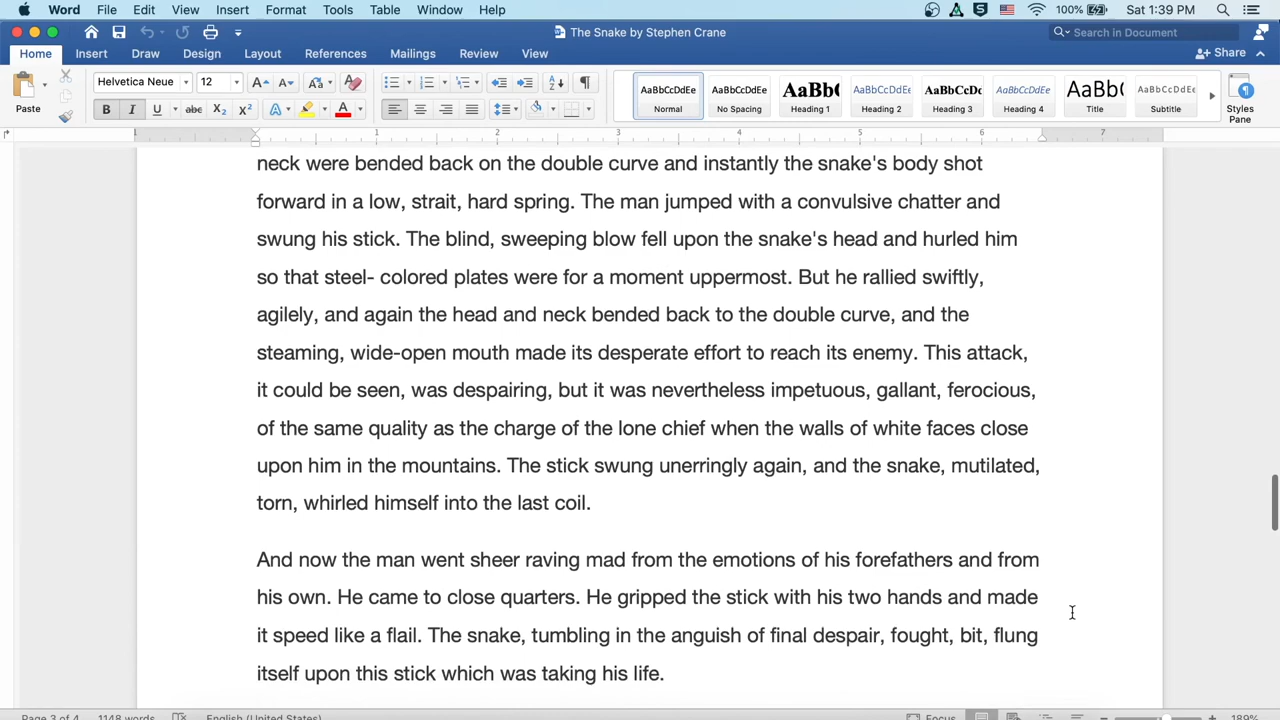 Word File Edit View Insert Format Tools Table Window Help 100% Sat 1:39 PM
The Snake by Stephen Crane Search in Document
Home Insert Draw Design Layout References Mailings Review View Share
Paste Helvetica Neue 12
AaBbCcDdEe AaBbCcDdEe AaBbC AaBbCcDdE AaBbCcDc AaBbCcDdEe AaBb( AaBbCcDdEe
Normal No Spacing Heading 1 Heading 2 Heading 3 Heading 4 Title Subtitle Styles Pane
1 1 2 3 4 5 6 7
neck were bended back on the double curve and instantly the snake's body shot
forward in a low, strait, hard spring. The man jumped with a convulsive chatter and
swung his stick. The blind, sweeping blow fell upon the snake's head and hurled him
so that steel- colored plates were for a moment uppermost. But he rallied swiftly,
agilely, and again the head and neck bended back to the double curve, and the
steaming, wide-open mouth made its desperate effort to reach its enemy. This attack,
it could be seen, was despairing, but it was nevertheless impetuous, gallant, ferocious,
of the same quality as the charge of the lone chief when the walls of white faces close
upon him in the mountains. The stick swung unerringly again, and the snake, mutilated,
torn, whirled himself into the last coil.
And now the man went sheer raving mad from the emotions of his forefathers and from
his own. He came to close quarters. He gripped the stick with his two hands and made
it speed like a flail. The snake, tumbling in the anguish of final despair, fought, bit, flung
itself upon this stick which was taking his life.
Page 3 of 4 1148 words English (United States) Focus 189%